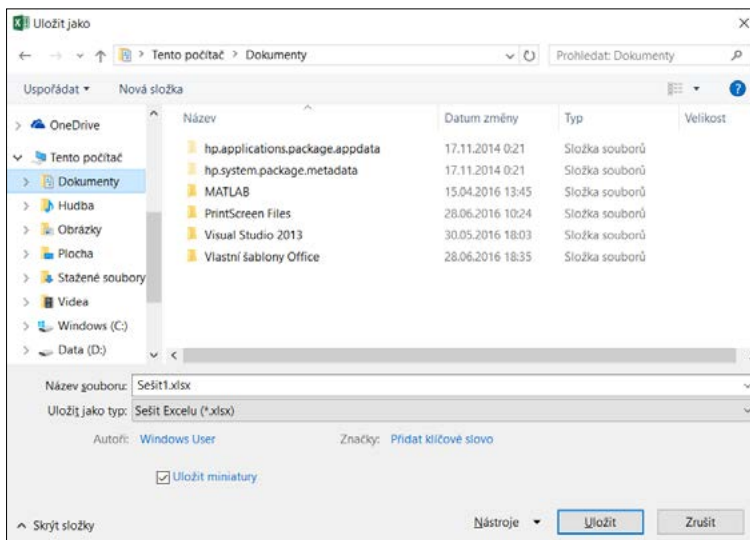 Uložit jako
Tento počítač > Dokumenty
Prohledat: Dokumenty
Uspořádat
Nová složka
Název Datum změny Typ Velikost
OneDrive
Tento počítač
Dokumenty
Hudba
Obrázky
Plocha
Stažené soubory
Videa
Windows (C:)
Data (D:)
hp.applications.package.appdata 17.11.2014 0:21 Složka souborů
hp.system.package.metadata 17.11.2014 0:21 Složka souborů
MATLAB 15.04.2016 13:45 Složka souborů
PrintScreen Files 28.06.2016 10:24 Složka souborů
Visual Studio 2013 30.05.2016 18:03 Složka souborů
Vlastní šablony Office 28.06.2016 18:35 Složka souborů
Název souboru: Sešit1.xlsx
Uložit jako typ: Sešit Excelu (*.xlsx)
Autoři: Windows User Značky: Přidat klíčové slovo
Uložit miniatury
Skrýt složky Nástroje Uložit Zrušit